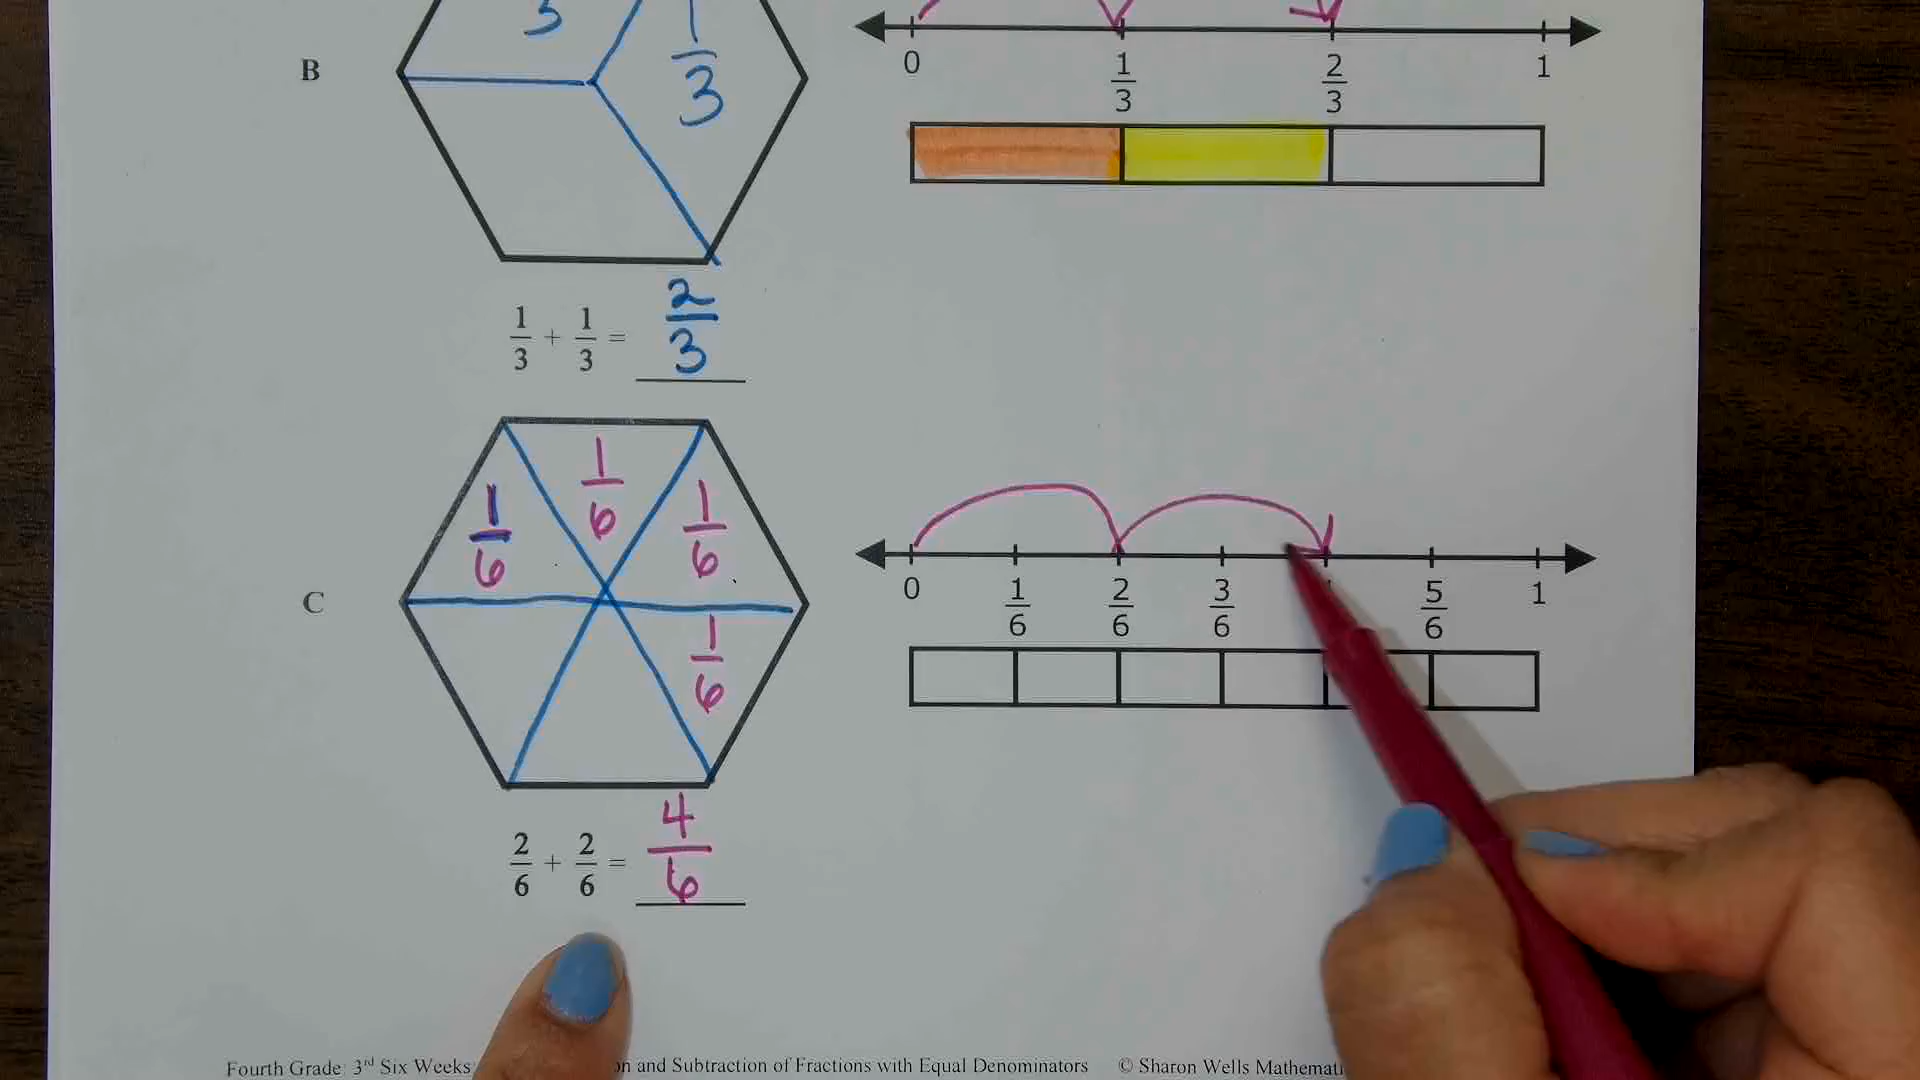 3
1/3
B
0 1/3 2/3 1
1/3 + 1/3 = 2/3
1/6 1/6 1/6
1/6
C
0 1/6 2/6 3/6 5/6 1
2/6 + 2/6 = 4/6
Fourth Grade: 3rd Six Weeks: and Subtraction of Fractions with Equal Denominators © Sharon Wells